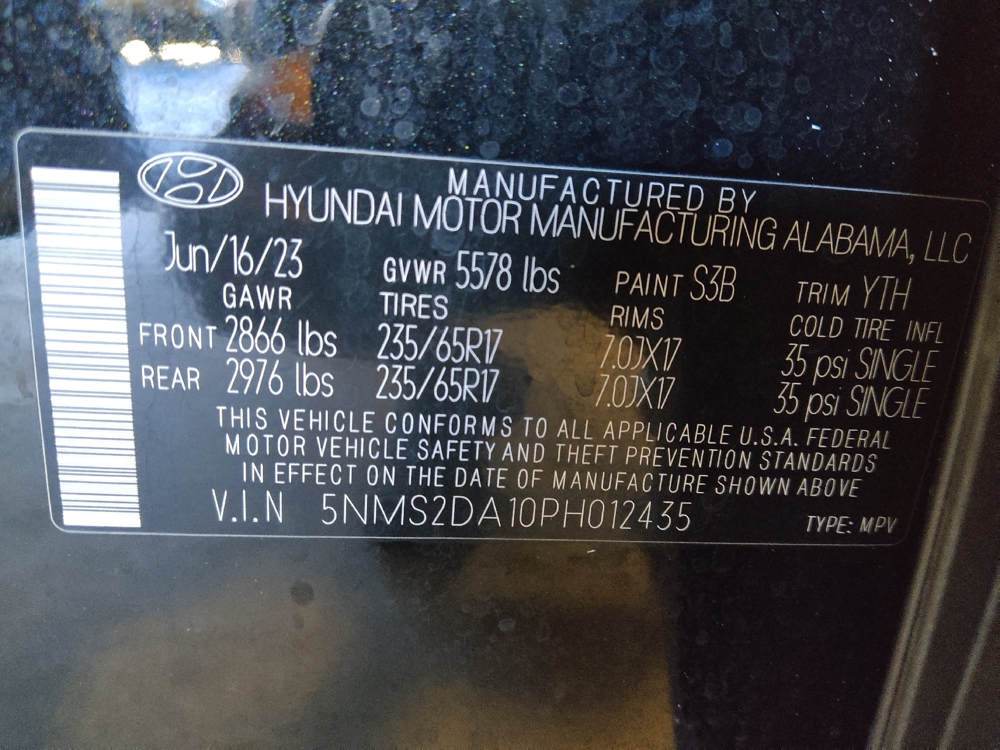 MANUFACTURED BY
HYUNDAI MOTOR MANUFACTURING ALABAMA, LLC
Jun/16/23 GVWR 5578 lbs PAINT S3B TRIM YTH
GAWR TIRES RIMS COLD TIRE INFL
FRONT 2866 lbs 235/65R17 7.0JX17 35 psi SINGLE
REAR 2976 lbs 235/65R17 7.0JX17 35 psi SINGLE
THIS VEHICLE CONFORMS TO ALL APPLICABLE U.S.A. FEDERAL
MOTOR VEHICLE SAFETY AND THEFT PREVENTION STANDARDS
IN EFFECT ON THE DATE OF MANUFACTURE SHOWN ABOVE
V.I.N 5NMS2DA10PH012435 TYPE: MPV